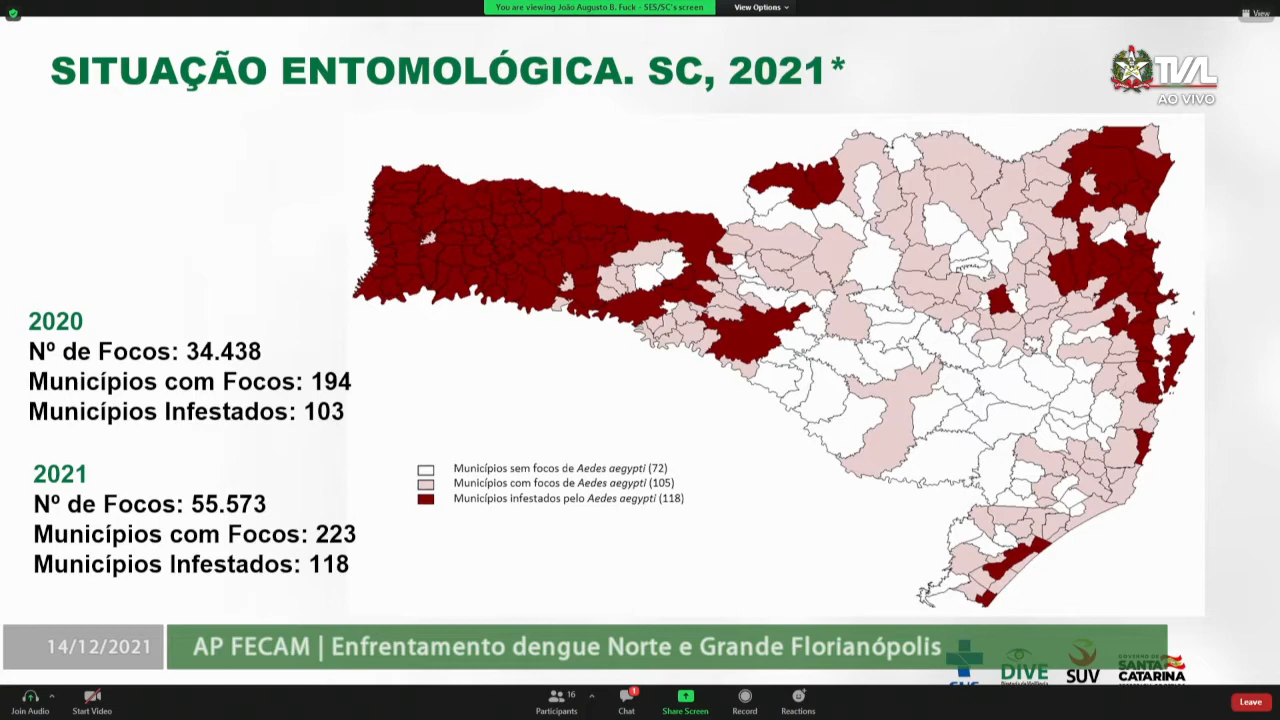 You are viewing João Augusto B. Fuck - SES/SC's screen
View Options
View
SITUAÇÃO ENTOMOLÓGICA. SC, 2021*
TVAL
AO VIVO
2020
Nº de Focos: 34.438
Municípios com Focos: 194
Municípios Infestados: 103
2021
Nº de Focos: 55.573
Municípios com Focos: 223
Municípios Infestados: 118
Municípios sem focos de Aedes aegypti (72)
Municípios com focos de Aedes aegypti (105)
Municípios infestados pelo Aedes aegypti (118)
14/12/2021
AP FECAM | Enfrentamento dengue Norte e Grande Florianópolis
DIVE
SUV
GOVERNO DE
SANTA
CATARINA
Join Audio
Start Video
16
Participants
1
Chat
Share Screen
Record
Reactions
Leave